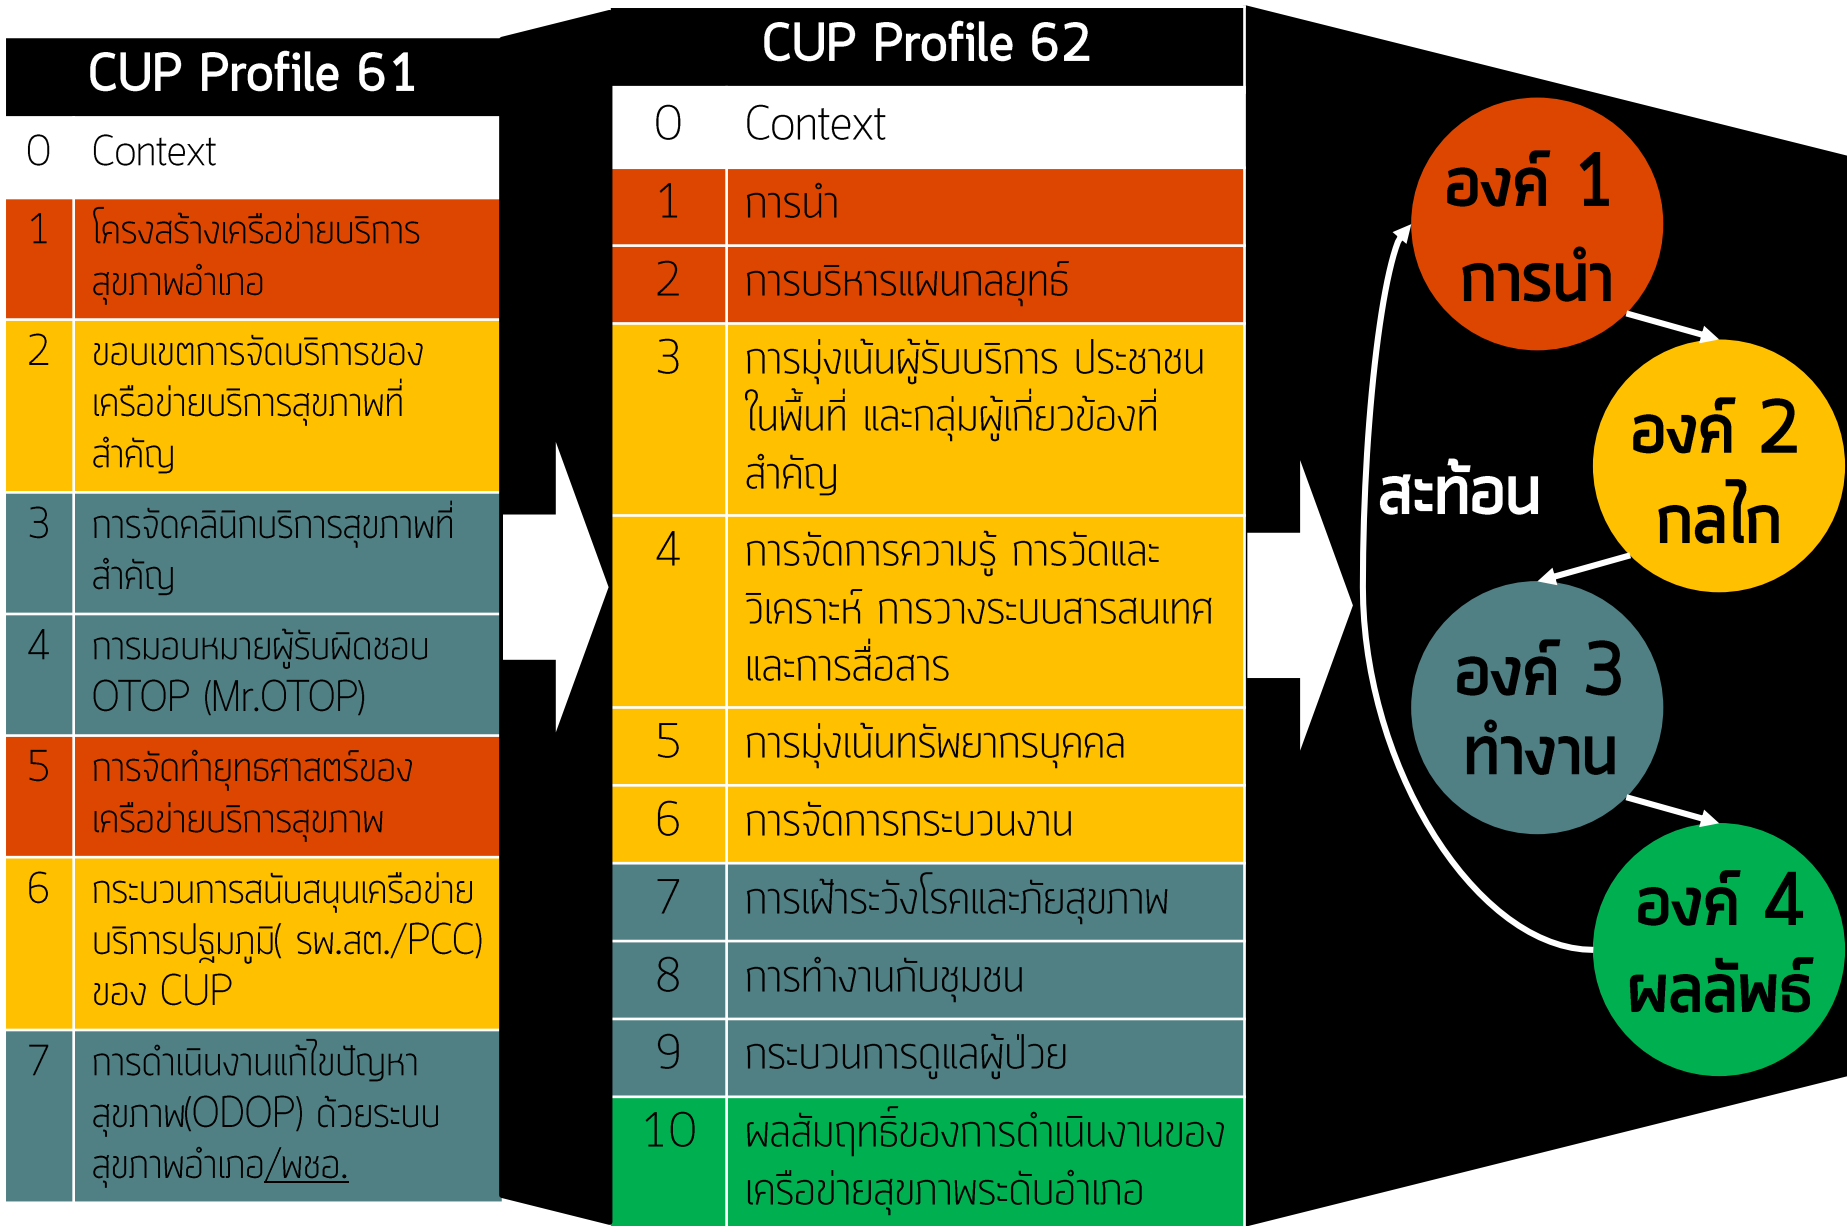 CUP Profile 61
0 Context
1 โครงสร้างเครือข่ายบริการ
สุขภาพอำเภอ
2 ขอบเขตการจัดบริการของ
เครือข่ายบริการสุขภาพที่
สำคัญ
3 การจัดคลินิกบริการสุขภาพที่
สำคัญ
4 การมอบหมายผู้รับผิดชอบ
OTOP (Mr.OTOP)
5 การจัดทำยุทธศาสตร์ของ
เครือข่ายบริการสุขภาพ
6 กระบวนการสนับสนุนเครือข่าย
บริการปฐมภูมิ( รพ.สต./PCC)
ของ CUP
7 การดำเนินงานแก้ไขปัญหา
สุขภาพ(ODOP) ด้วยระบบ
สุขภาพอำเภอ/พชอ.
CUP Profile 62
0 Context
1 การนำ
2 การบริหารแผนกลยุทธ์
3 การมุ่งเน้นผู้รับบริการ ประชาชน
ในพื้นที่ และกลุ่มผู้เกี่ยวข้องที่
สำคัญ
4 การจัดการความรู้ การวัดและ
วิเคราะห์ การวางระบบสารสนเทศ
และการสื่อสาร
5 การมุ่งเน้นทรัพยากรบุคคล
6 การจัดการกระบวนงาน
7 การเฝ้าระวังโรคและภัยสุขภาพ
8 การทำงานกับชุมชน
9 กระบวนการดูแลผู้ป่วย
10 ผลสัมฤทธิ์ของการดำเนินงานของ
เครือข่ายสุขภาพระดับอำเภอ
องค์ 1
การนำ
องค์ 2
กลไก
สะท้อน
องค์ 3
ทำงาน
องค์ 4
ผลลัพธ์